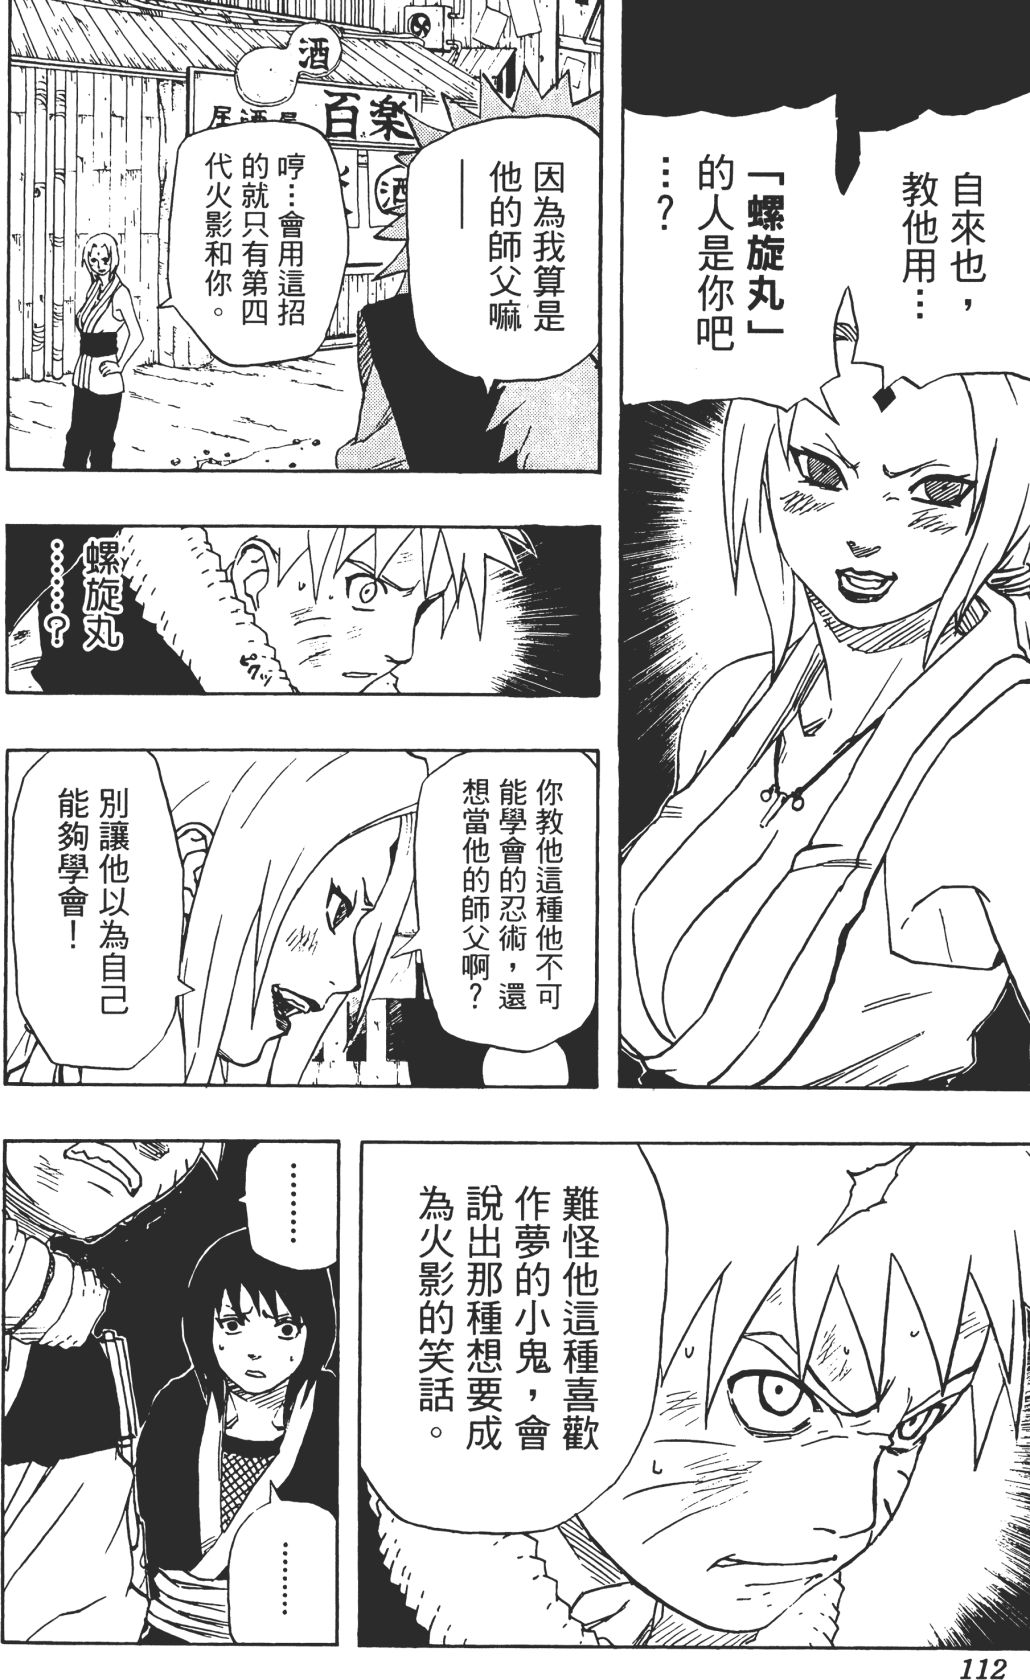 自來也，
教他用…
「螺旋丸」
的人是你吧
…？
酒
百楽
居酒屋
酒
因為我算是
他的師父嘛
——
哼…會用這招
的就只有第四
代火影和你。
螺旋丸
………？
ピクッ
你教他這種他不可
能學會的忍術，還
想當他的師父啊？
別讓他以為自己
能夠學會！
難怪他這種喜歡
作夢的小鬼，會
說出那種想要成
為火影的笑話。
………
………
112